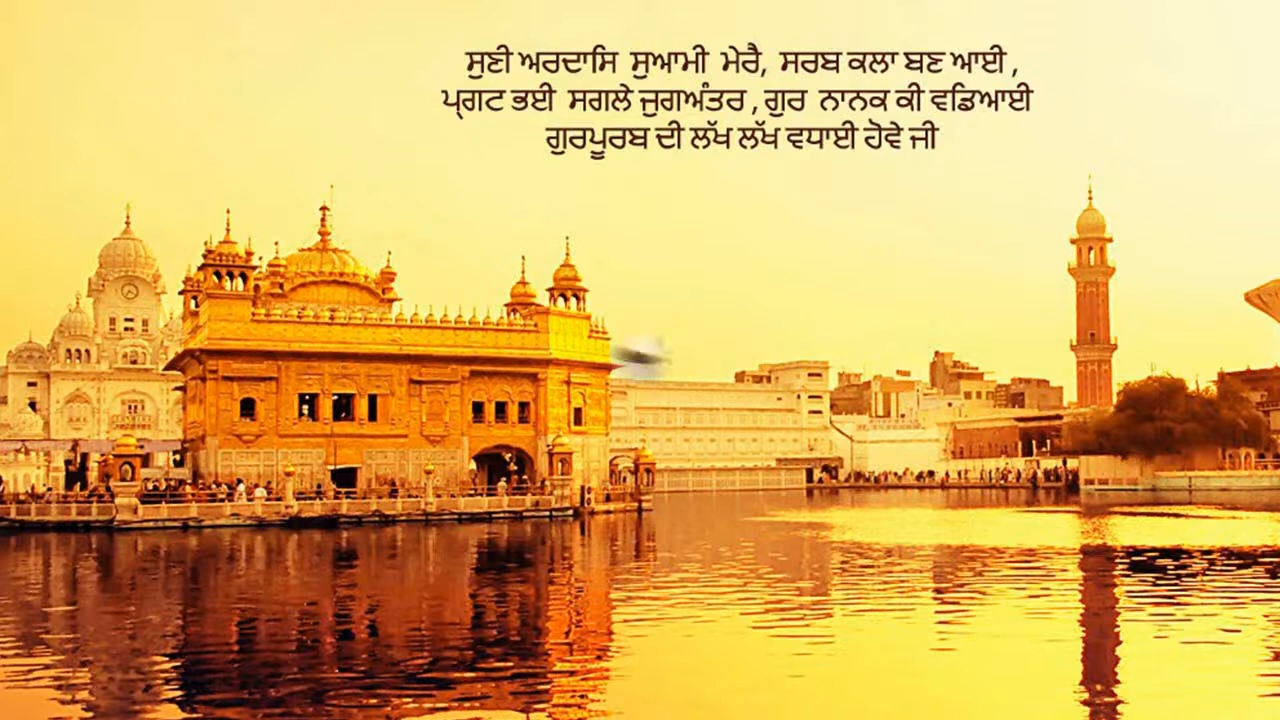 ਸੁਣੀ ਅਰਦਾਸਿ ਸੁਆਮੀ ਮੇਰੈ, ਸਰਬ ਕਲਾ ਬਣ ਆਈ ,
ਪ੍ਰਗਟ ਭਈ ਸਗਲੇ ਜੁਗਅੰਤਰ , ਗੁਰ ਨਾਨਕ ਕੀ ਵਡਿਆਈ
ਗੁਰਪੂਰਬ ਦੀ ਲੱਖ ਲੱਖ ਵਧਾਈ ਹੋਵੇ ਜੀ